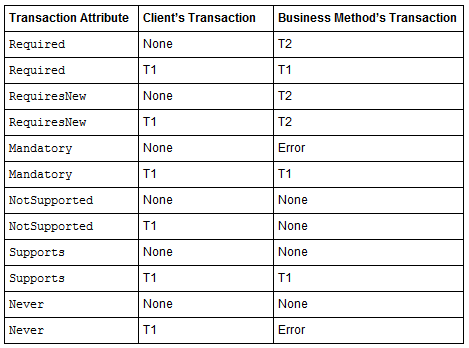 Transaction Attribute Client's Transaction Business Method's Transaction
Required None T2
Required T1 T1
RequiresNew None T2
RequiresNew T1 T2
Mandatory None Error
Mandatory T1 T1
NotSupported None None
NotSupported T1 None
Supports None None
Supports T1 T1
Never None None
Never T1 Error